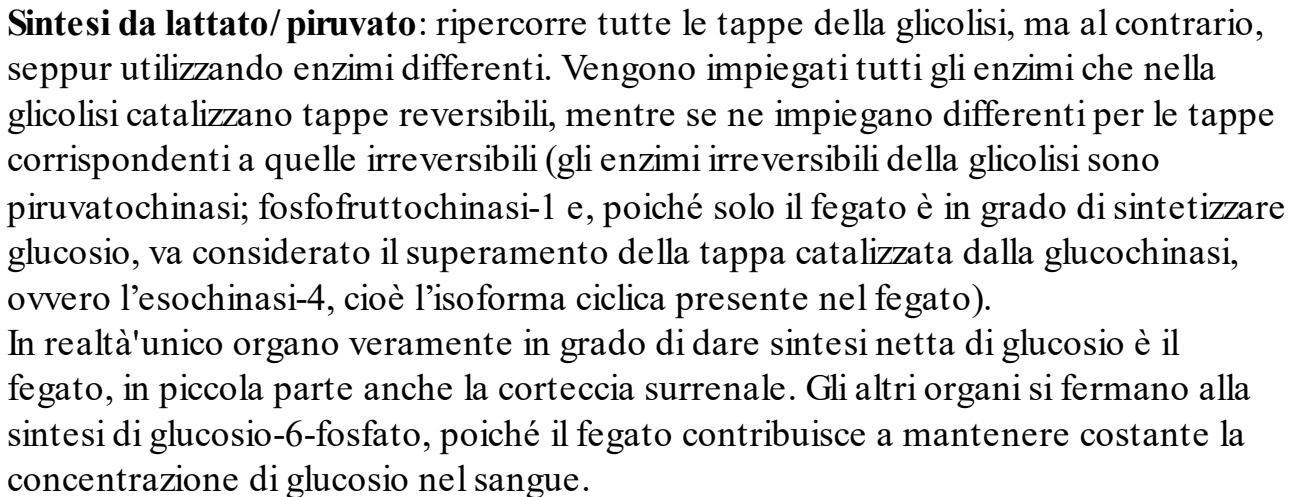 Sintesi da lattato/ piruvato: ripercorre tutte le tappe della glicolisi, ma al contrario,
seppur utilizzando enzimi differenti. Vengono impiegati tutti gli enzimi che nella
glicolisi catalizzano tappe reversibili, mentre se ne impiegano differenti per le tappe
corrispondenti a quelle irreversibili (gli enzimi irreversibili della glicolisi sono
piruvatochinasi; fosfofruttochinasi-1 e, poiché solo il fegato è in grado di sintetizzare
glucosio, va considerato il superamento della tappa catalizzata dalla glucochinasi,
ovvero l’esochinasi-4, cioè l’isoforma ciclica presente nel fegato).
In realtà'unico organo veramente in grado di dare sintesi netta di glucosio è il
fegato, in piccola parte anche la corteccia surrenale. Gli altri organi si fermano alla
sintesi di glucosio-6-fosfato, poiché il fegato contribuisce a mantenere costante la
concentrazione di glucosio nel sangue.